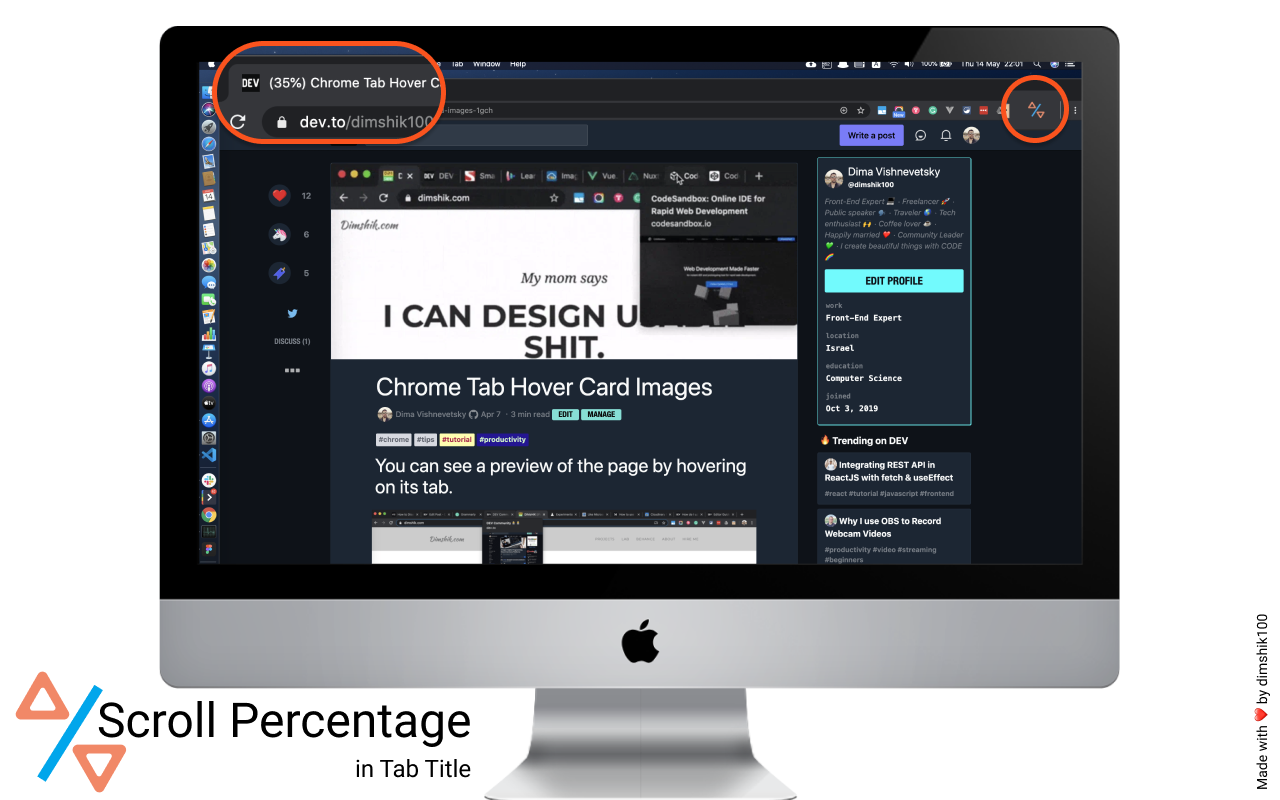 Tab Window Help
100%
Thu 14 May 22:01
DEV (35%) Chrome Tab Hover C
e-images-1gch
dev.to/dimshik100
New
Write a post
12
6
5
DISCUSS (1)
DEV
Sma
Lear
Imag
Vue.
Nux
Cod
Cod
dimshik.com
CodeSandbox: Online IDE for
Rapid Web Development
codesandbox.io
Web Development Made Faster
Dimshik.com
My mom says
I CAN DESIGN U
SHIT.
Chrome Tab Hover Card Images
Dima Vishnevetsky Apr 7 · 3 min read EDIT MANAGE
#chrome #tips #tutorial #productivity
You can see a preview of the page by hovering
on its tab.
dimshik.com
Dimshik.com
Dima Vishnevetsky
@dimshik100
Front-End Expert 💻 · Freelancer 🚀 ·
Public speaker 🗣 · Traveler 🌍 · Tech
enthusiast 🙌 · Coffee lover ☕ ·
Happily married ❤️ · Community Leader
💚 · I create beautiful things with CODE
🌈
EDIT PROFILE
work
Front-End Expert
location
Israel
education
Computer Science
joined
Oct 3, 2019
🔥 Trending on DEV
Integrating REST API in
ReactJS with fetch & useEffect
#react #tutorial #javascript #frontend
Why I use OBS to Record
Webcam Videos
#productivity #video #streaming
#beginners
Scroll Percentage
in Tab Title
Made with ❤️ by dimshik100